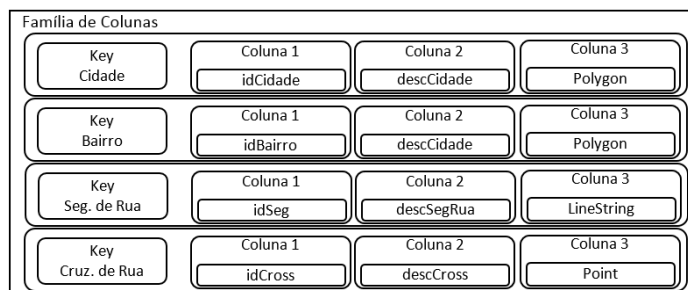 Família de Colunas
Key
Cidade
Coluna 1
idCidade
Coluna 2
descCidade
Coluna 3
Polygon
Key
Bairro
Coluna 1
idBairro
Coluna 2
descCidade
Coluna 3
Polygon
Key
Seg. de Rua
Coluna 1
idSeg
Coluna 2
descSegRua
Coluna 3
LineString
Key
Cruz. de Rua
Coluna 1
idCross
Coluna 2
descCross
Coluna 3
Point